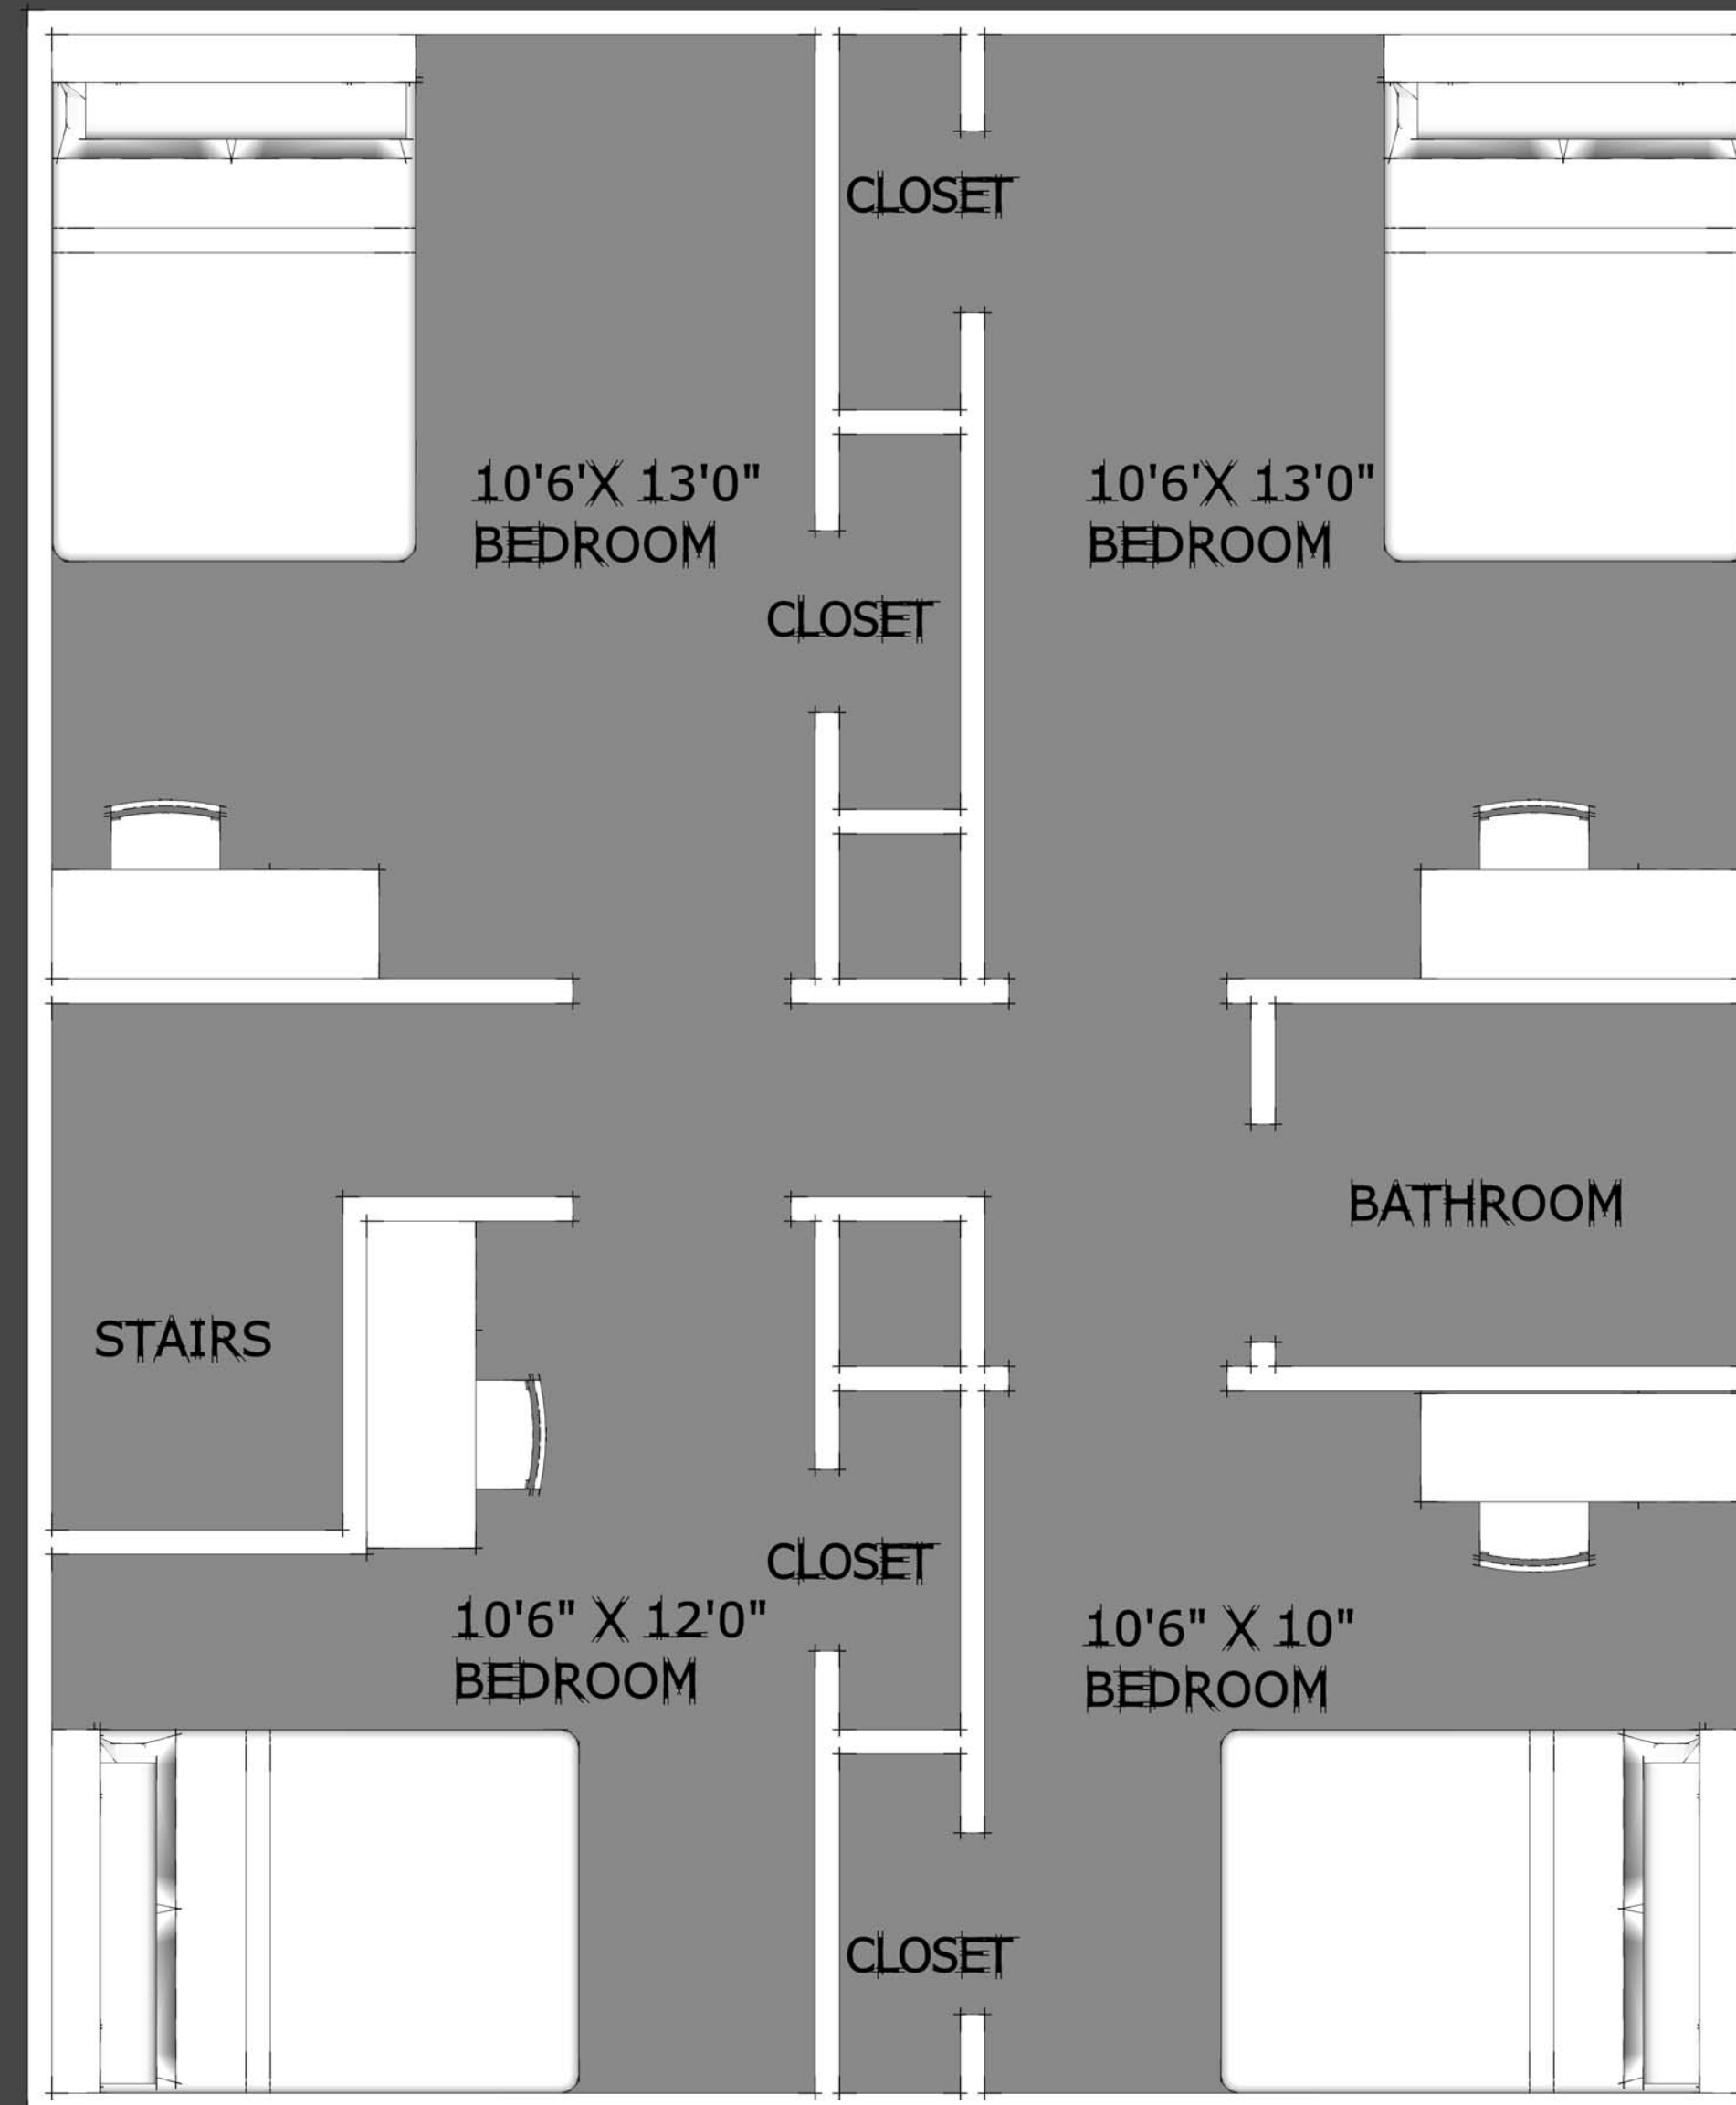 CLOSET
10'6'X 13'0"
BEDROOM
10'6'X 13'0"
BEDROOM
CLOSET
BATHROOM
STAIRS
CLOSET
10'6" X 12'0"
BEDROOM
10'6" X 10"
BEDROOM
CLOSET